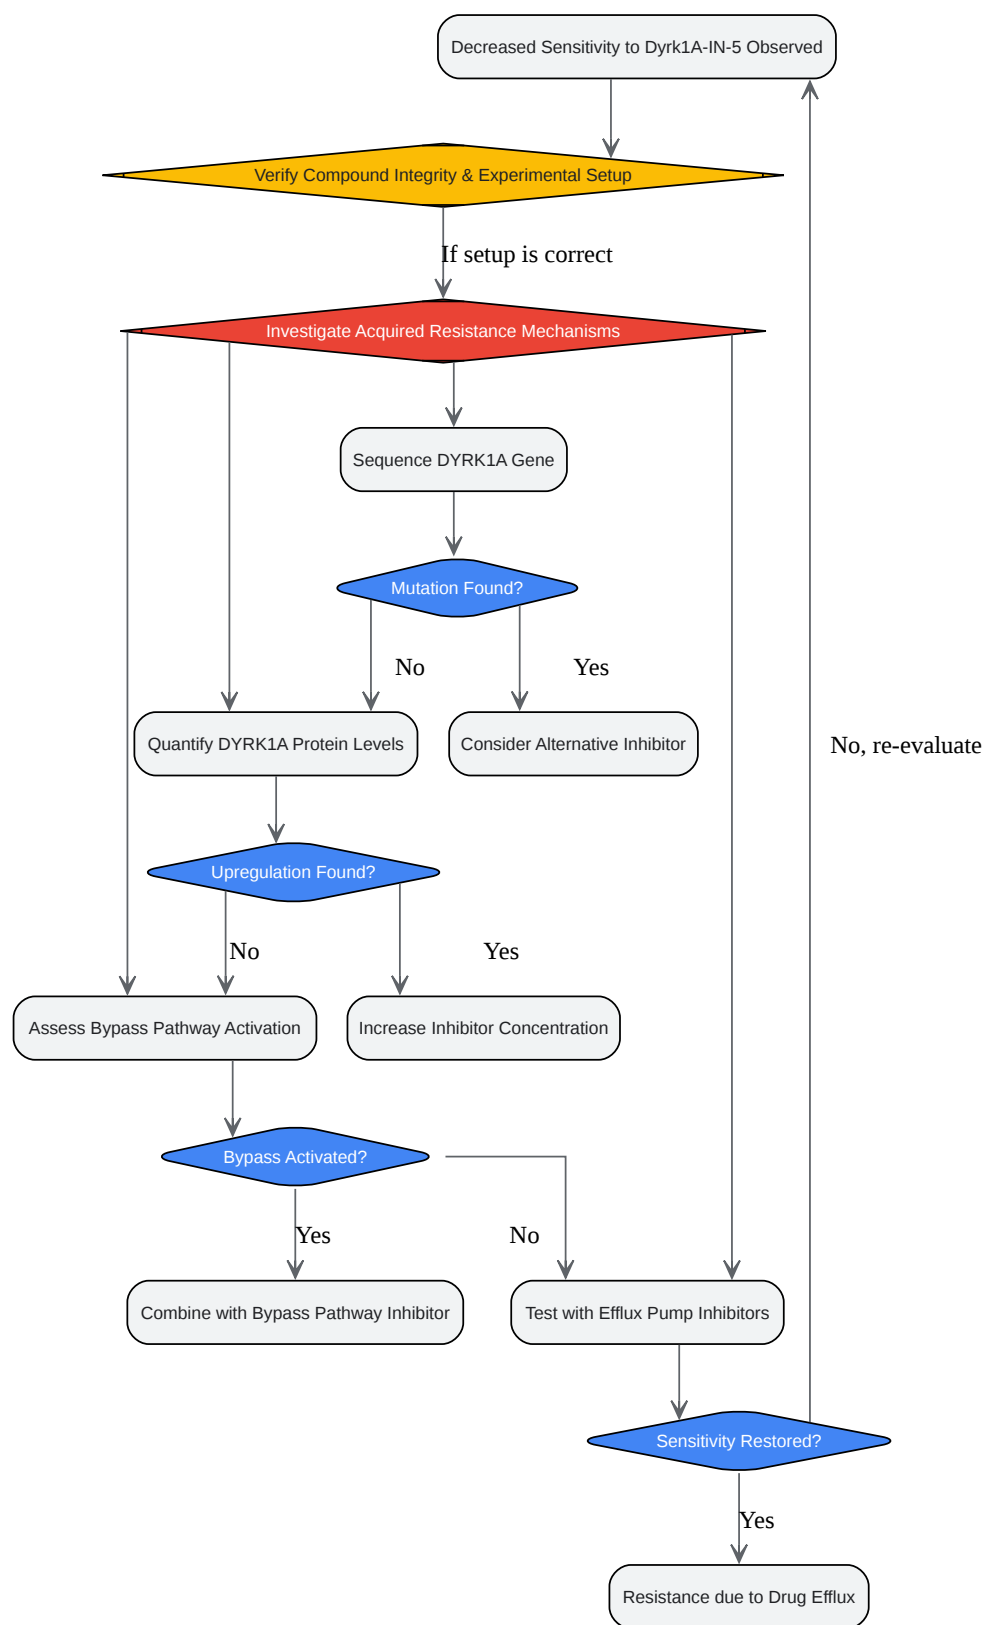 Decreased Sensitivity to Dyrk1A-IN-5 Observed
Verify Compound Integrity & Experimental Setup
If setup is correct
Investigate Acquired Resistance Mechanisms
Sequence DYRK1A Gene
Mutation Found?
No
Yes
Quantify DYRK1A Protein Levels
Consider Alternative Inhibitor
No, re-evaluate
Upregulation Found?
No
Yes
Assess Bypass Pathway Activation
Increase Inhibitor Concentration
Bypass Activated?
Yes
No
Combine with Bypass Pathway Inhibitor
Test with Efflux Pump Inhibitors
Sensitivity Restored?
Yes
Resistance due to Drug Efflux